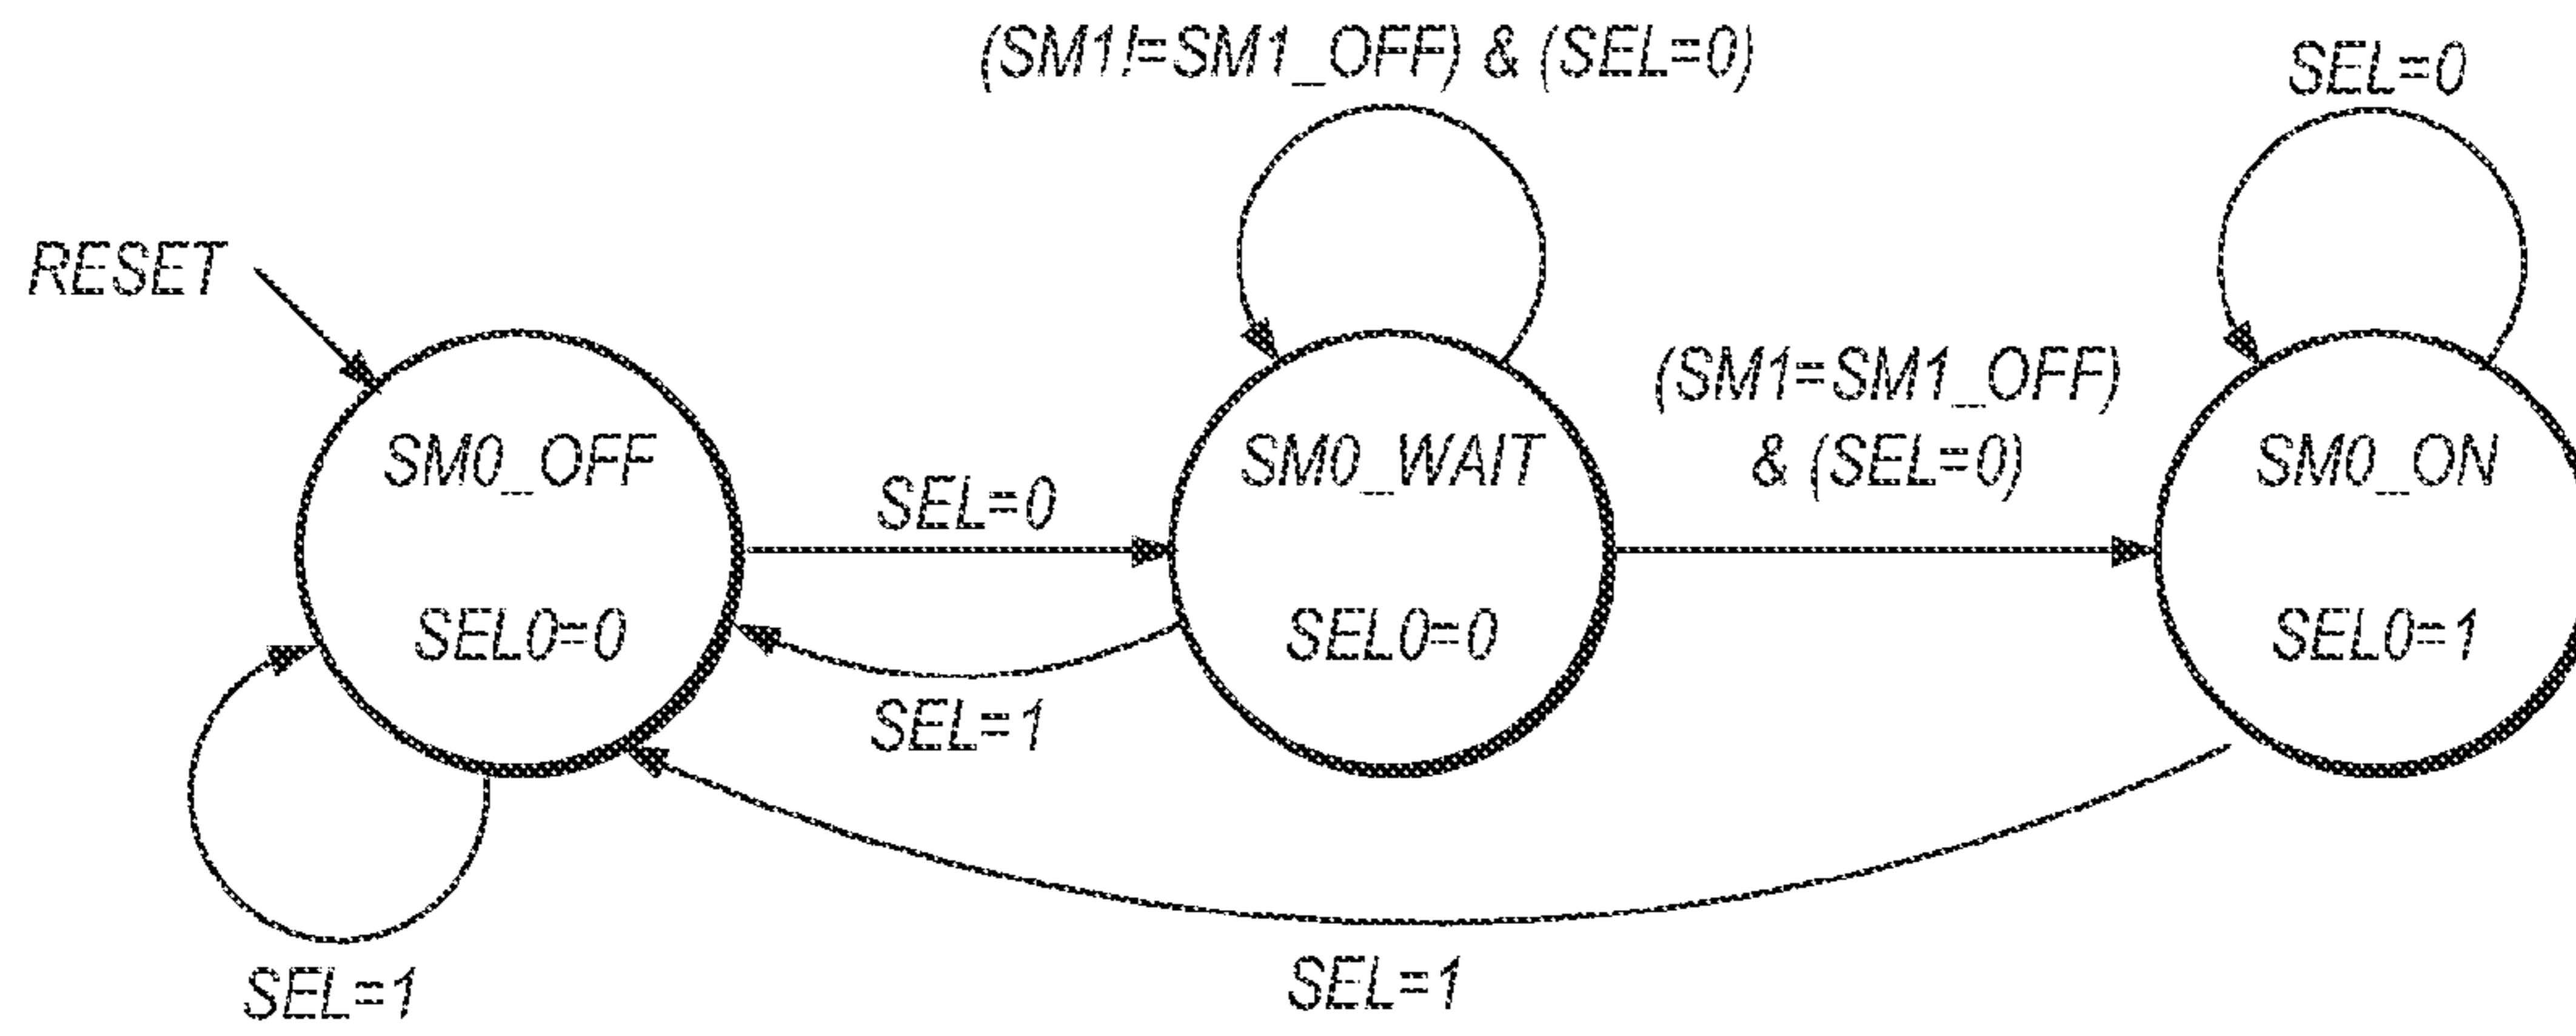 (SM1!=SM1_OFF) & (SEL=0)
SEL=0
RESET
(SM1=SM1_OFF)
& (SEL=0)
SM0_OFF
SEL=0
SM0_WAIT
SM0_ON
SEL0=0
SEL=1
SEL0=0
SEL0=1
SEL=1
SEL=1